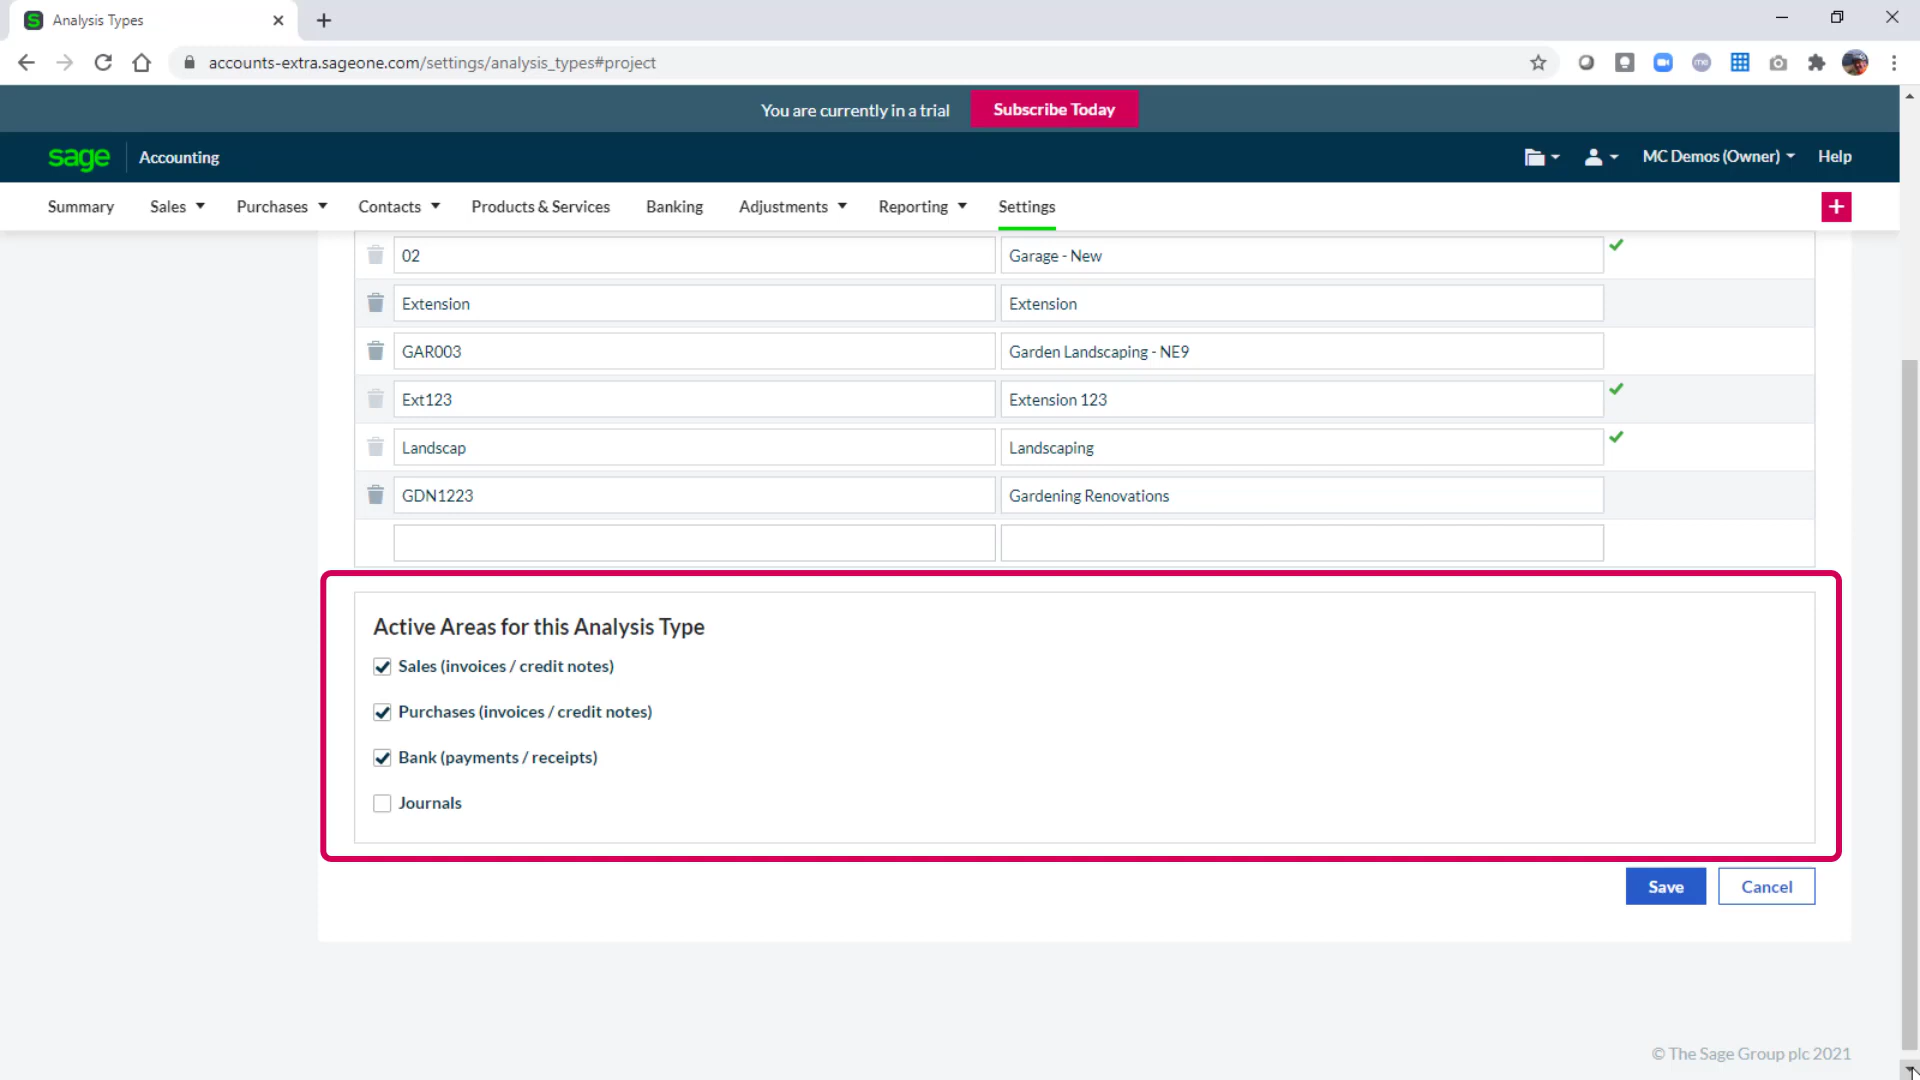 Analysis Types
accounts-extra.sageone.com/settings/analysis_types#project
You are currently in a trial
Subscribe Today
sage
Accounting
MC Demos (Owner)
Help
Summary
Sales
Purchases
Contacts
Products & Services
Banking
Adjustments
Reporting
Settings
02
Garage - New
Extension
Extension
GAR003
Garden Landscaping - NE9
Ext123
Extension 123
Landscap
Landscaping
GDN1223
Gardening Renovations
Active Areas for this Analysis Type
Sales (invoices / credit notes)
Purchases (invoices / credit notes)
Bank (payments / receipts)
Journals
Save
Cancel
© The Sage Group plc 2021